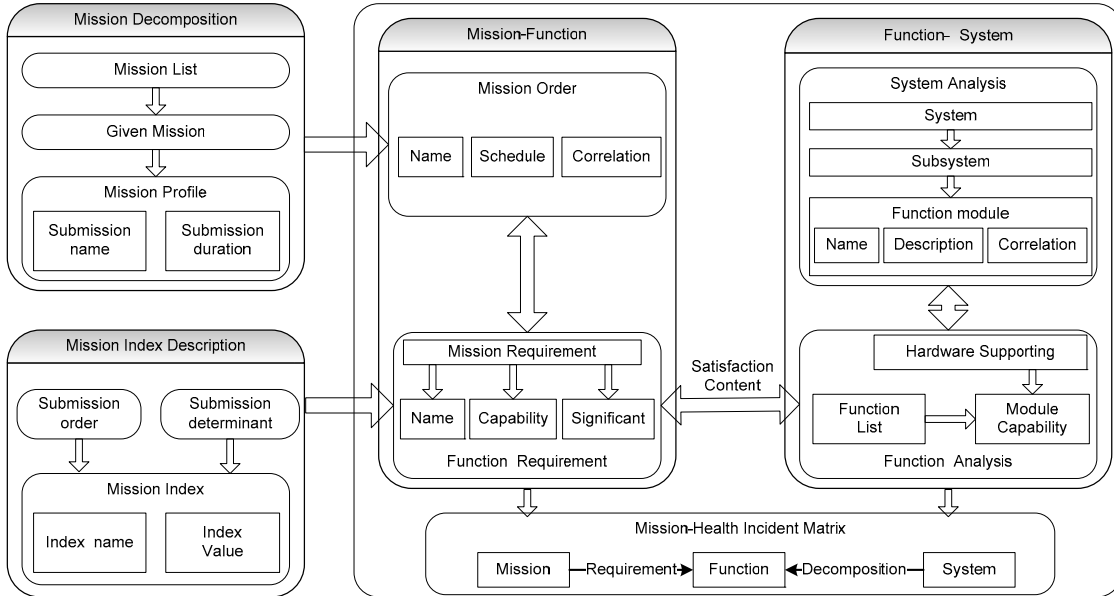 Mission Decomposition
Mission List
Given Mission
Mission Profile
Submission
name
Submission
duration
Mission Index Description
Submission
order
Submission
determinant
Mission Index
Index name
Index
Value
Mission-Function
Mission Order
Name
Schedule
Correlation
Mission Requirement
Name
Capability
Significant
Function Requirement
Satisfaction
Content
Function- System
System Analysis
System
Subsystem
Function module
Name
Description
Correlation
Hardware Supporting
Function
List
Module
Capability
Function Analysis
Mission-Health Incident Matrix
Mission
Requirement
Function
Decomposition
System